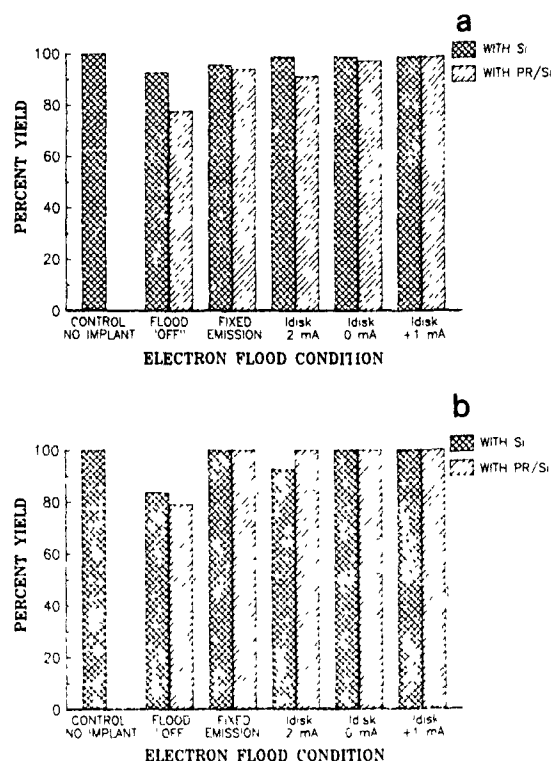 a
WITH Si
WITH PR/Si
PERCENT YIELD
100
80
60
40
20
0
CONTROL NO IMPLANT
FLOOD "OFF"
FIXED EMISSION
Idisk 2 mA
Idisk 0 mA
Idisk +1 mA
ELECTRON FLOOD CONDITION
b
WITH Si
WITH PR/Si
PERCENT YIELD
100
80
60
40
20
0
CONTROL NO IMPLANT
FLOOD "OFF"
FIXED EMISSION
Idisk 2 mA
Idisk 0 mA
Idisk +1 mA
ELECTRON FLOOD CONDITION